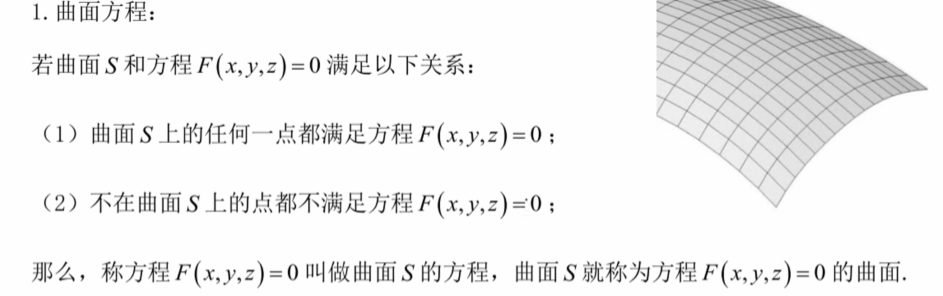 1. 曲面方程：
若曲面 S 和方程 F(x,y,z)=0 满足以下关系：
（1）曲面 S 上的任何一点都满足方程 F(x,y,z)=0；
（2）不在曲面 S 上的点都不满足方程 F(x,y,z)=0；
那么，称方程 F(x,y,z)=0 叫做曲面 S 的方程，曲面 S 就称为方程 F(x,y,z)=0 的曲面.